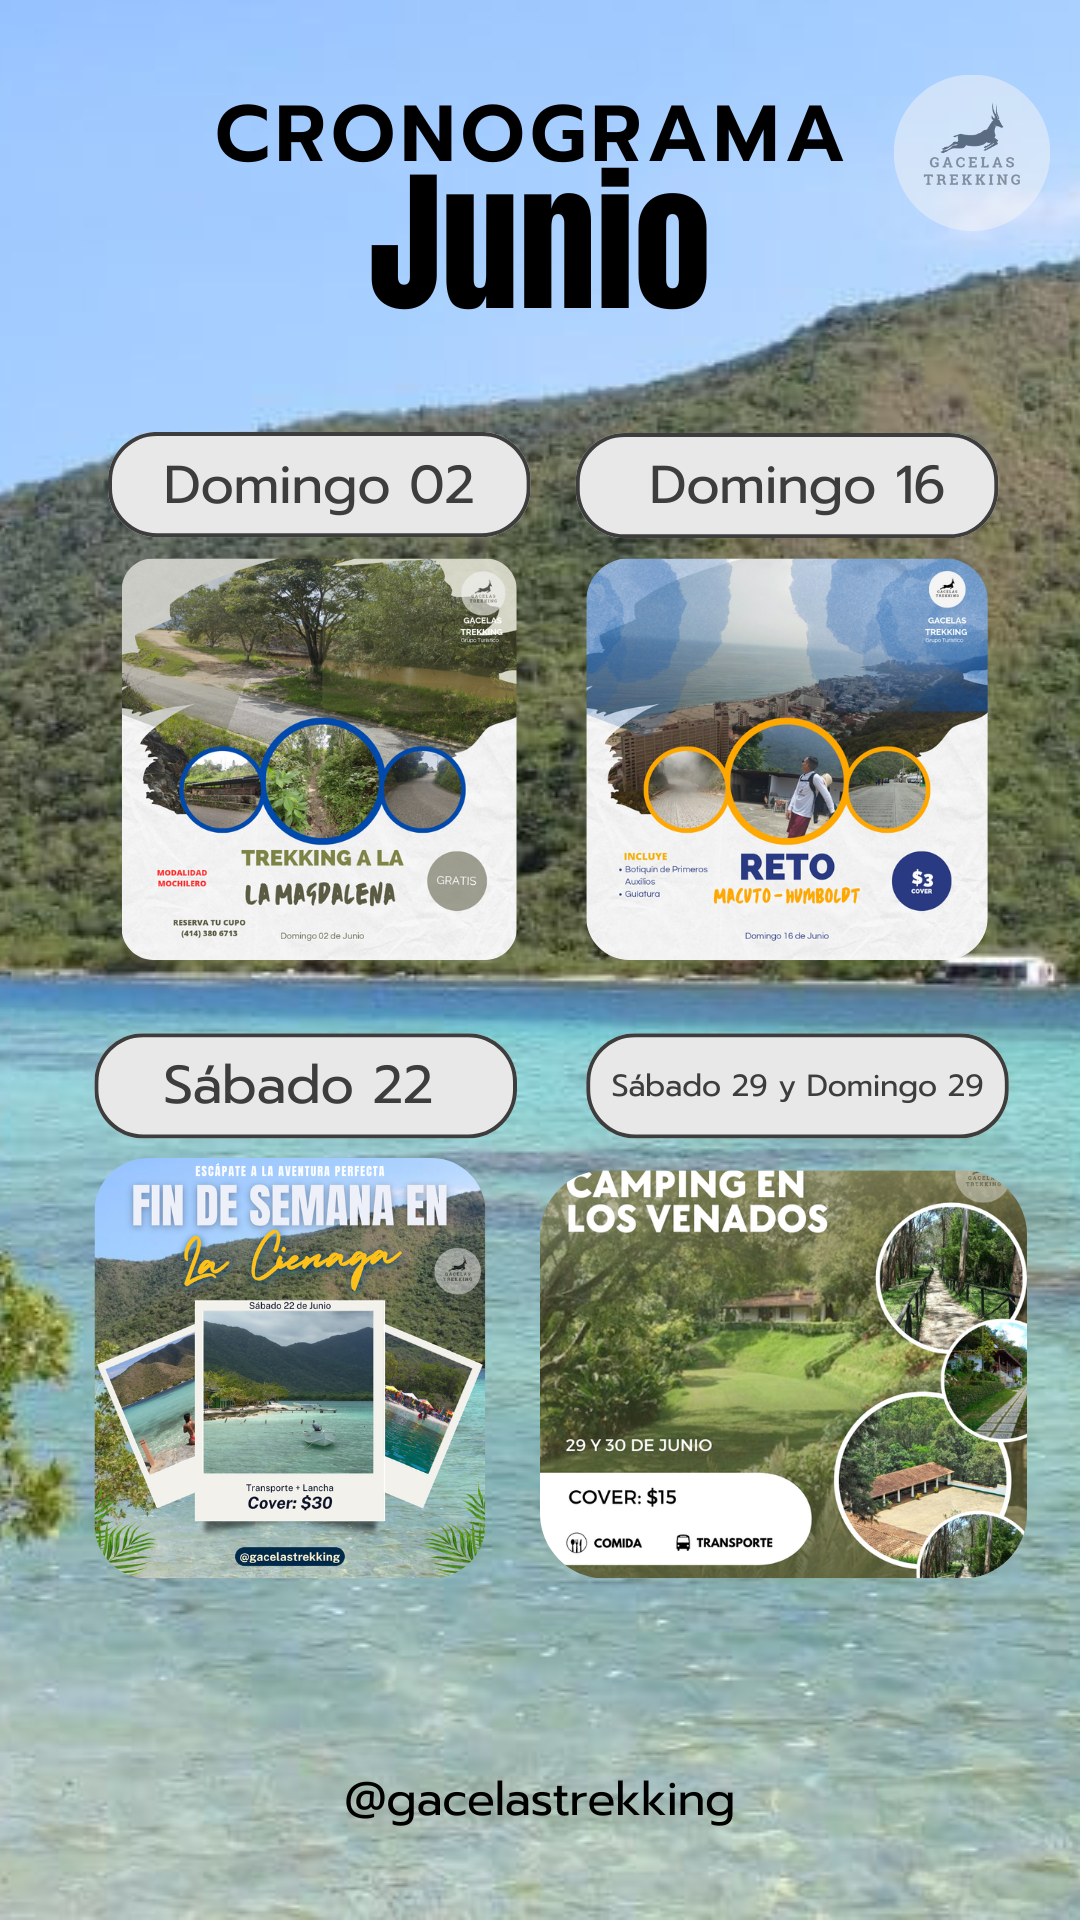 CRONOGRAMA
Junio
GACELAS
TREKKING
Domingo 02
Domingo 16
GACELAS
TREKKING
GACELAS
TREKKING
Grupo Turístico
TREKKING A LA
LA MAGDALENA
MODALIDAD
MOCHILERO
GRATIS
RESERVA TU CUPO
(414) 380 6713
Domingo 02 de Junio
GACELAS
TREKKING
GACELAS
TREKKING
Grupo Turístico
INCLUYE
• Botiquín de Primeros
Auxilios
• Guiatura
RETO
MACUTO - HUMBOLDT
$3
COVER
Domingo 16 de Junio
Sábado 22
Sábado 29 y Domingo 29
ESCÁPATE A LA AVENTURA PERFECTA
FIN DE SEMANA EN
La Cienaga
GACELAS
TREKKING
Sábado 22 de Junio
Transporte + Lancha
Cover: $30
@gacelastrekking
CAMPING EN
LOS VENADOS
GACELAS
TREKKING
29 Y 30 DE JUNIO
COVER: $15
COMIDA
TRANSPORTE
@gacelastrekking